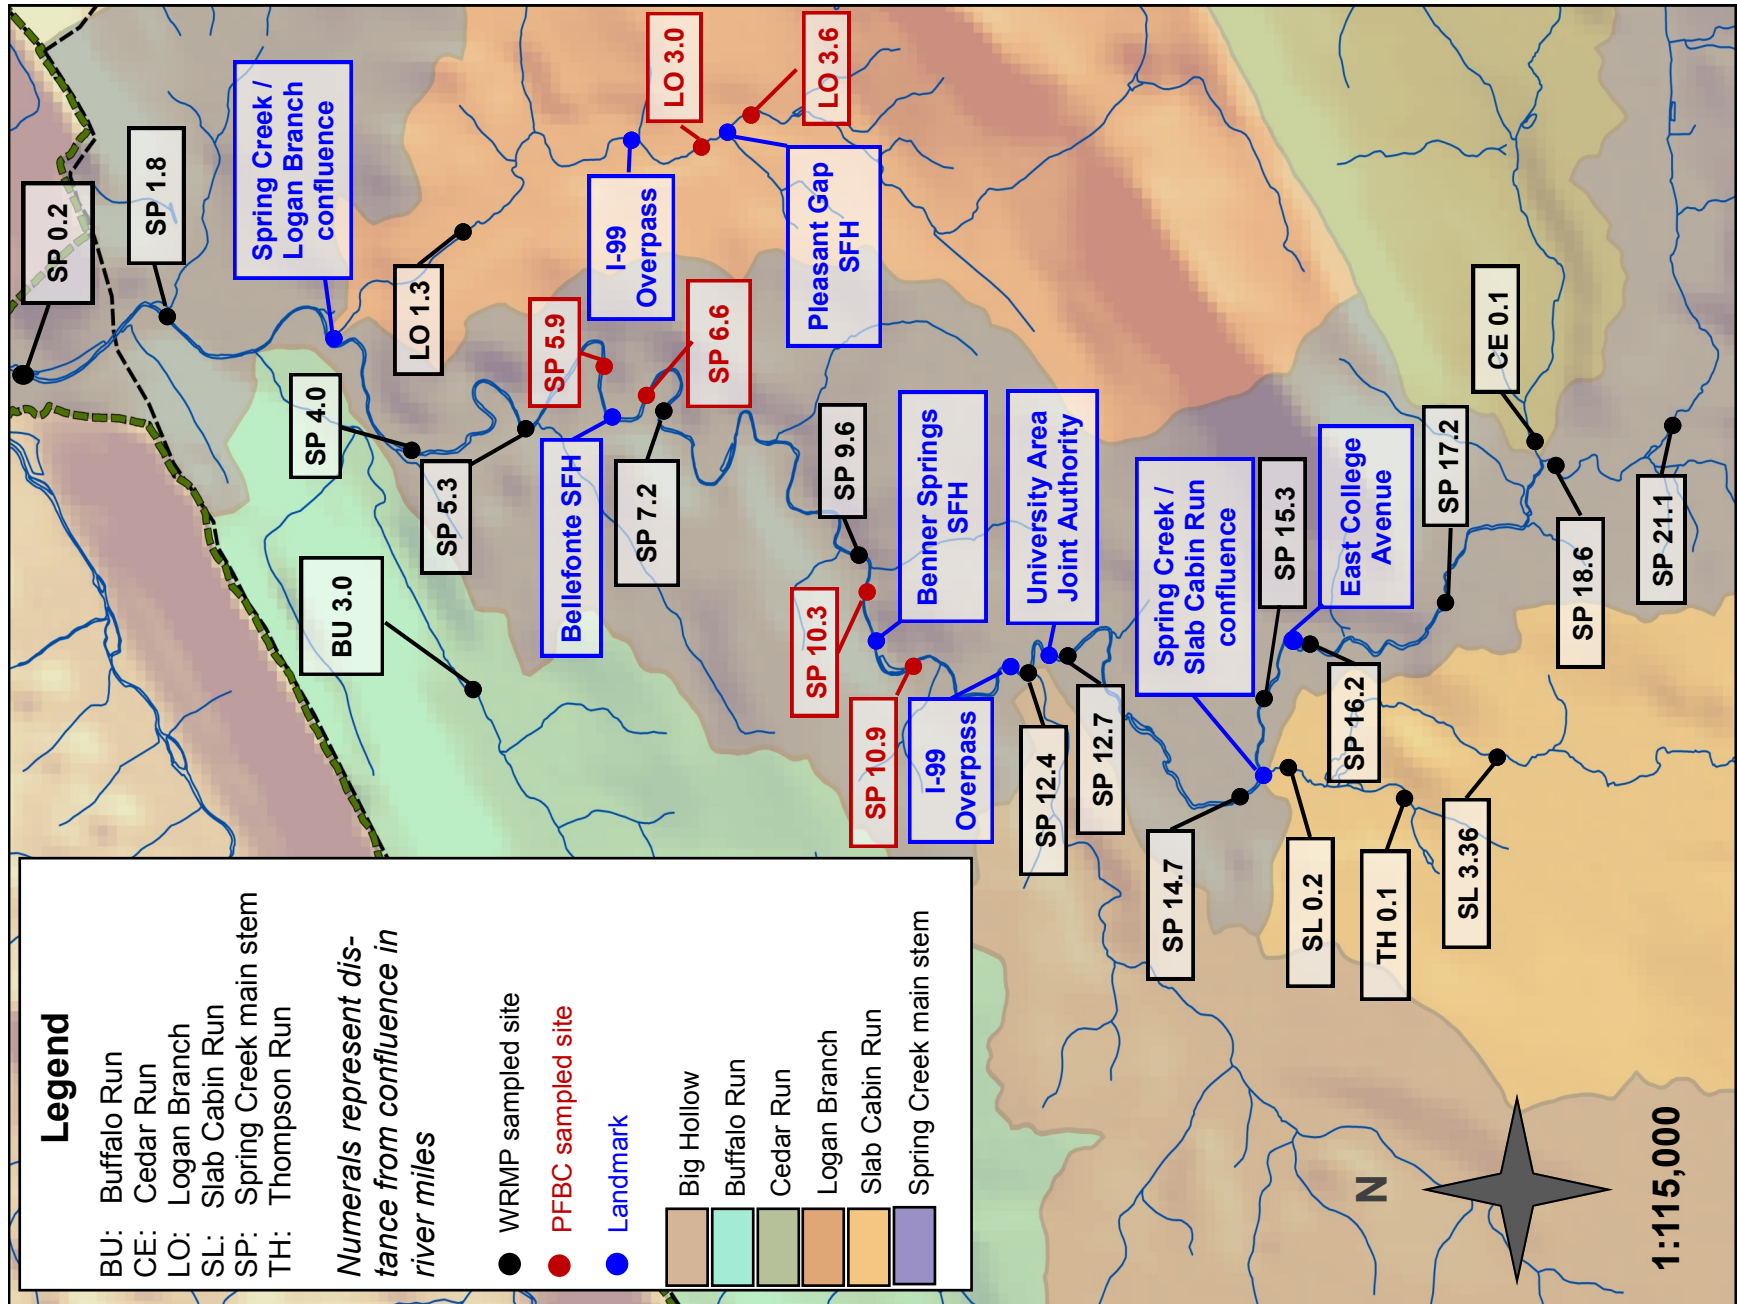 Legend
BU: Buffalo Run
CE: Cedar Run
LO: Logan Branch
SL: Slab Cabin Run
SP: Spring Creek main stem
TH: Thompson Run
Numerals represent dis-
tance from confluence in
river miles
WRMP sampled site
PFBC sampled site
Landmark
Big Hollow
Buffalo Run
Cedar Run
Logan Branch
Slab Cabin Run
Spring Creek main stem
SP 0.2
SP 1.8
Spring Creek /
Logan Branch
confluence
SP 4.0
LO 1.3
BU 3.0
SP 5.3
SP 5.9
Bellefonte SFH
I-99
Overpass
LO 3.0
LO 3.6
SP 6.6
SP 7.2
Pleasant Gap
SFH
SP 9.6
SP 10.3
Benner Springs
SFH
SP 10.9
I-99
Overpass
University Area
Joint Authority
SP 12.4
SP 12.7
Spring Creek /
Slab Cabin Run
confluence
SP 14.7
SP 15.3
East College
Avenue
SL 0.2
SP 16.2
TH 0.1
SP 17.2
SL 3.36
CE 0.1
SP 18.6
SP 21.1
N
1:115,000